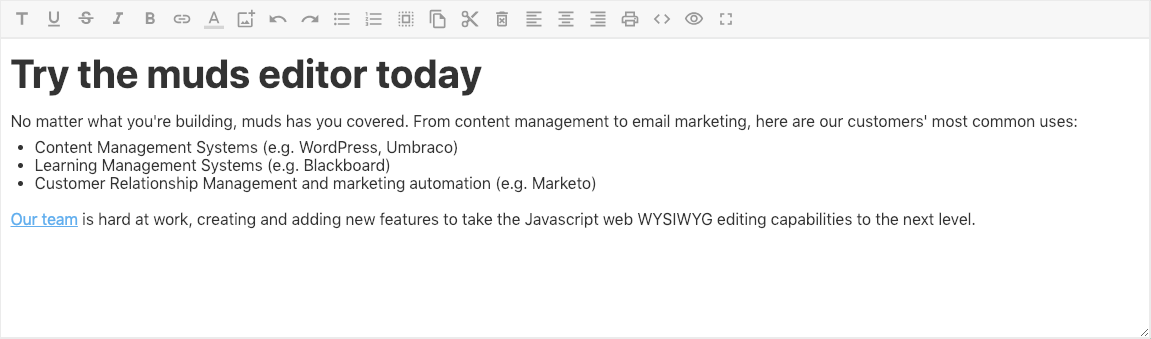 Try the muds editor today
No matter what you're building, muds has you covered. From content management to email marketing, here are our customers' most common uses:
Content Management Systems (e.g. WordPress, Umbraco)
Learning Management Systems (e.g. Blackboard)
Customer Relationship Management and marketing automation (e.g. Marketo)
Our team is hard at work, creating and adding new features to take the Javascript web WYSIWYG editing capabilities to the next level.